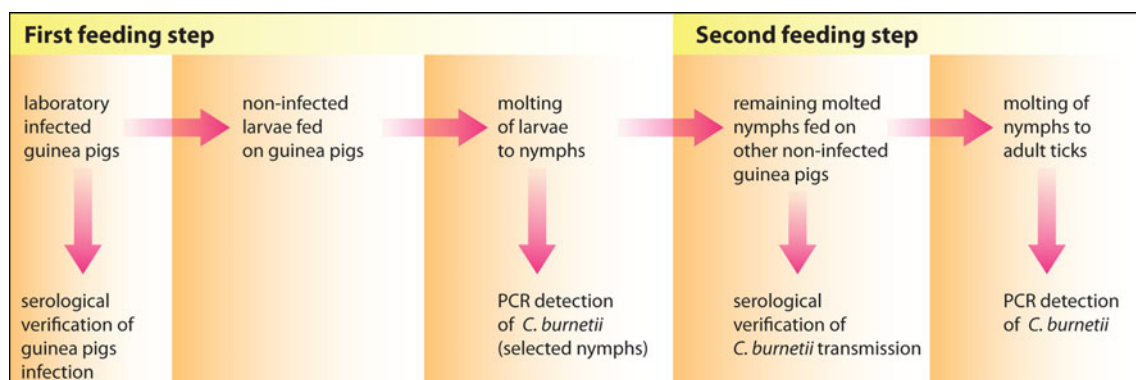 First feeding step
Second feeding step
laboratory
infected
guinea pigs
non-infected
larvae fed
on guinea pigs
molting
of larvae
to nymphs
remaining molted
nymphs fed on
other non-infected
guinea pigs
molting of
nymphs to
adult ticks
serological
verification of
guinea pigs
infection
PCR detection
of C. burnetii
(selected nymphs)
serological
verification of
C. burnetii transmission
PCR detection
of C. burnetii